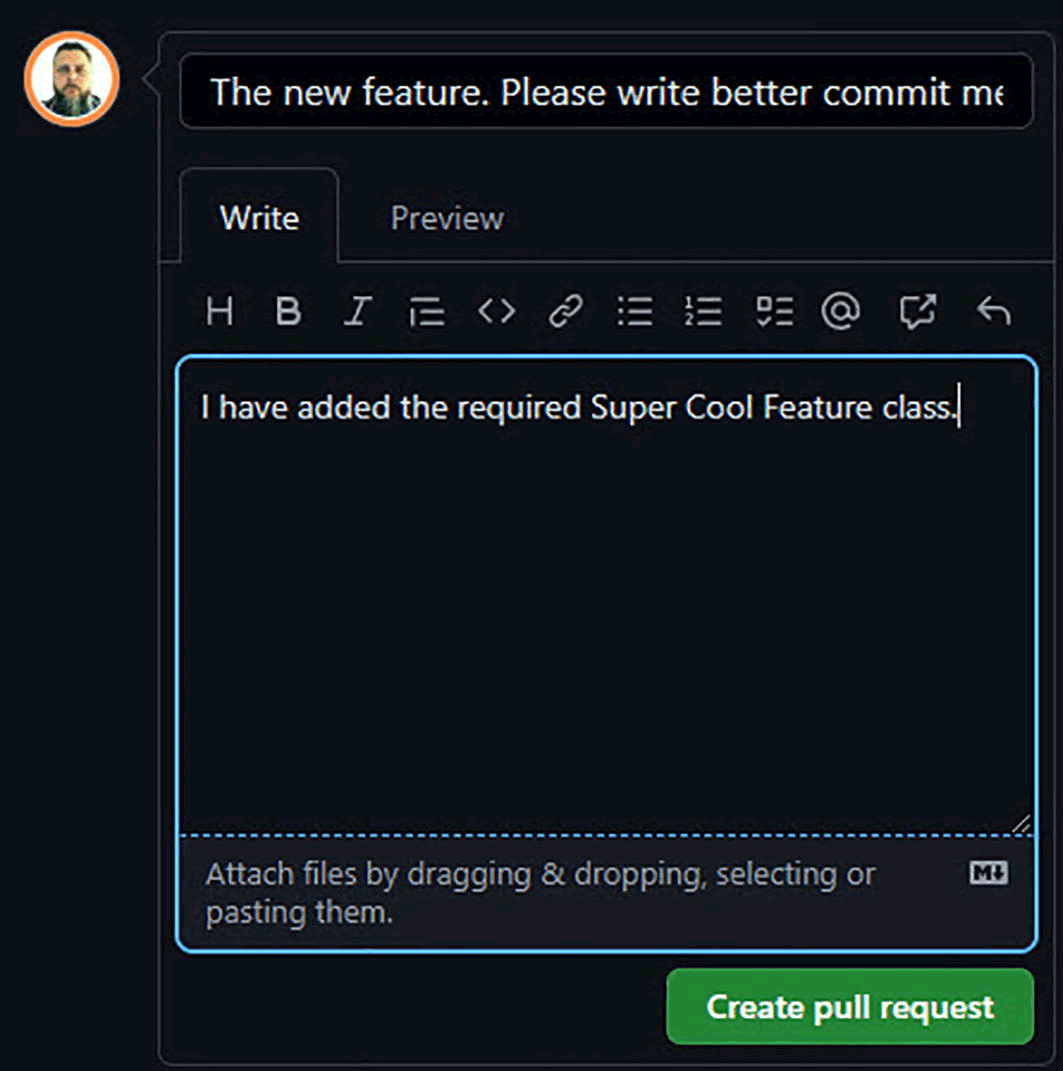 The new feature. Please write better commit me
Write Preview
H B I
I have added the required Super Cool Feature class.
Attach files by dragging & dropping, selecting or
pasting them.
Create pull request